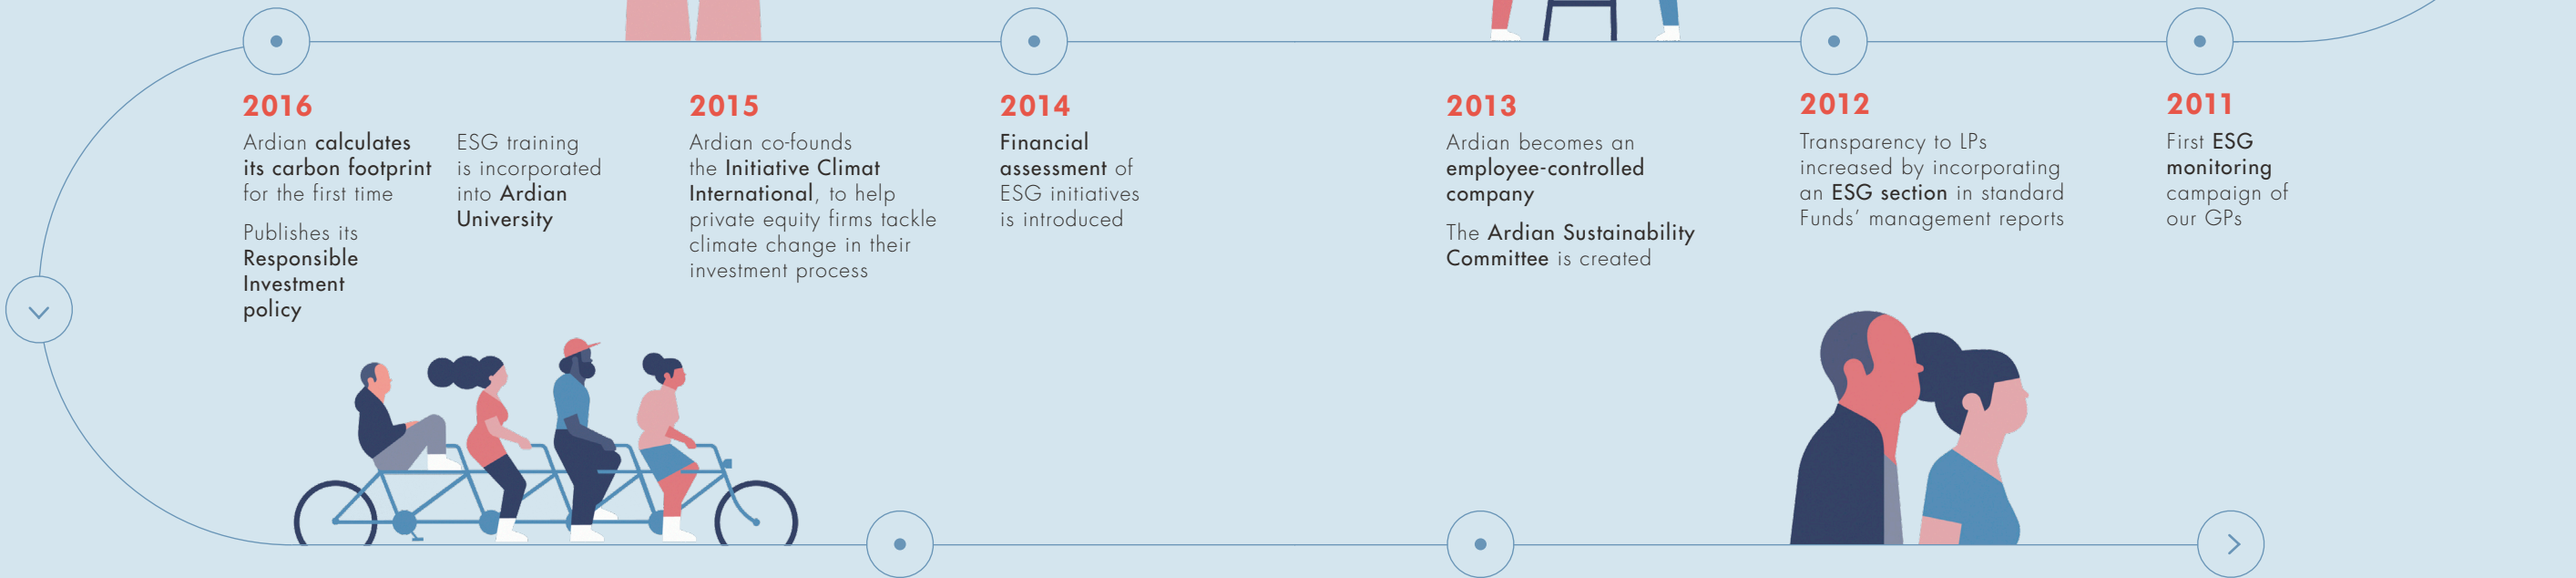 2016
Ardian calculates
its carbon footprint
for the first time
Publishes its
Responsible
Investment
policy
ESG training
is incorporated
into Ardian
University
2015
Ardian co-founds
the Initiative Climat
International, to help
private equity firms tackle
climate change in their
investment process
2014
Financial
assessment of
ESG initiatives
is introduced
2013
Ardian becomes an
employee-controlled
company
The Ardian Sustainability
Committee is created
2012
Transparency to LPs
increased by incorporating
an ESG section in standard
Funds’ management reports
2011
First ESG
monitoring
campaign of
our GPs